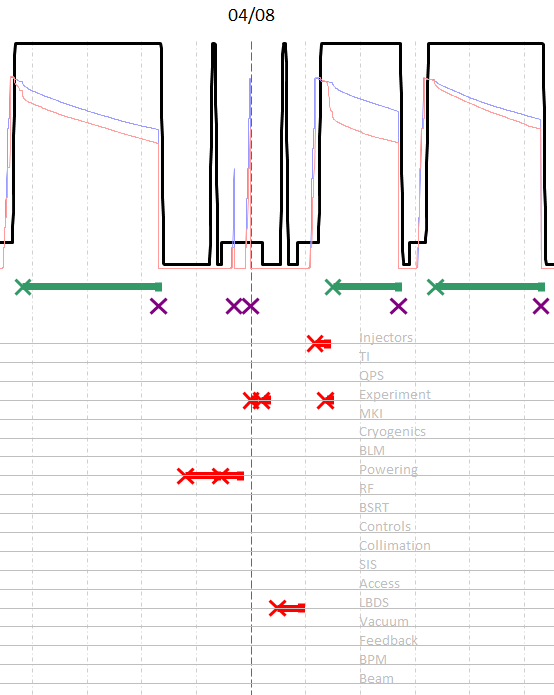 04/08
Injectors
TI
QPS
Experiment
MKI
Cryogenics
BLM
Powering
RF
BSRT
Controls
Collimation
SIS
Access
LBDS
Vacuum
Feedback
BPM
Beam